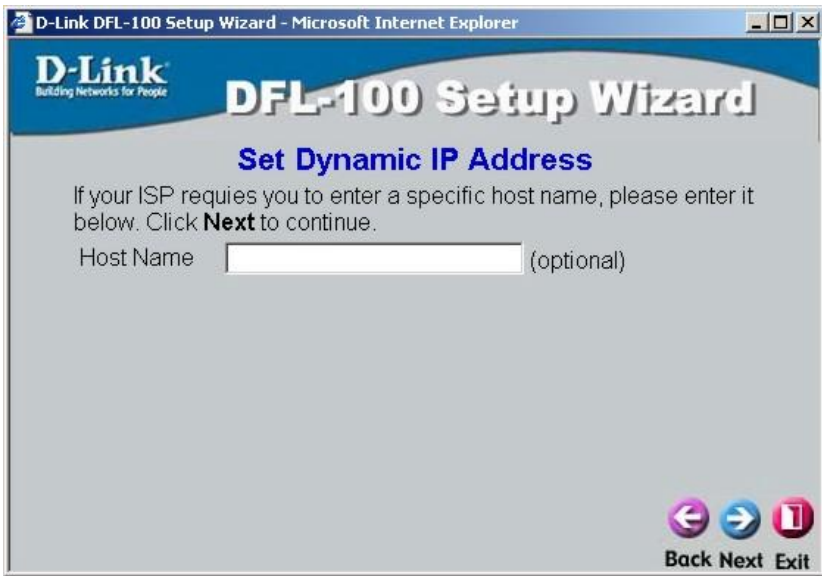 D-Link DFL-100 Setup Wizard - Microsoft Internet Explorer
D-Link
Building Networks for People
DFL-100 Setup Wizard
Set Dynamic IP Address
If your ISP requies you to enter a specific host name, please enter it
below. Click Next to continue.
Host Name (optional)
Back Next Exit